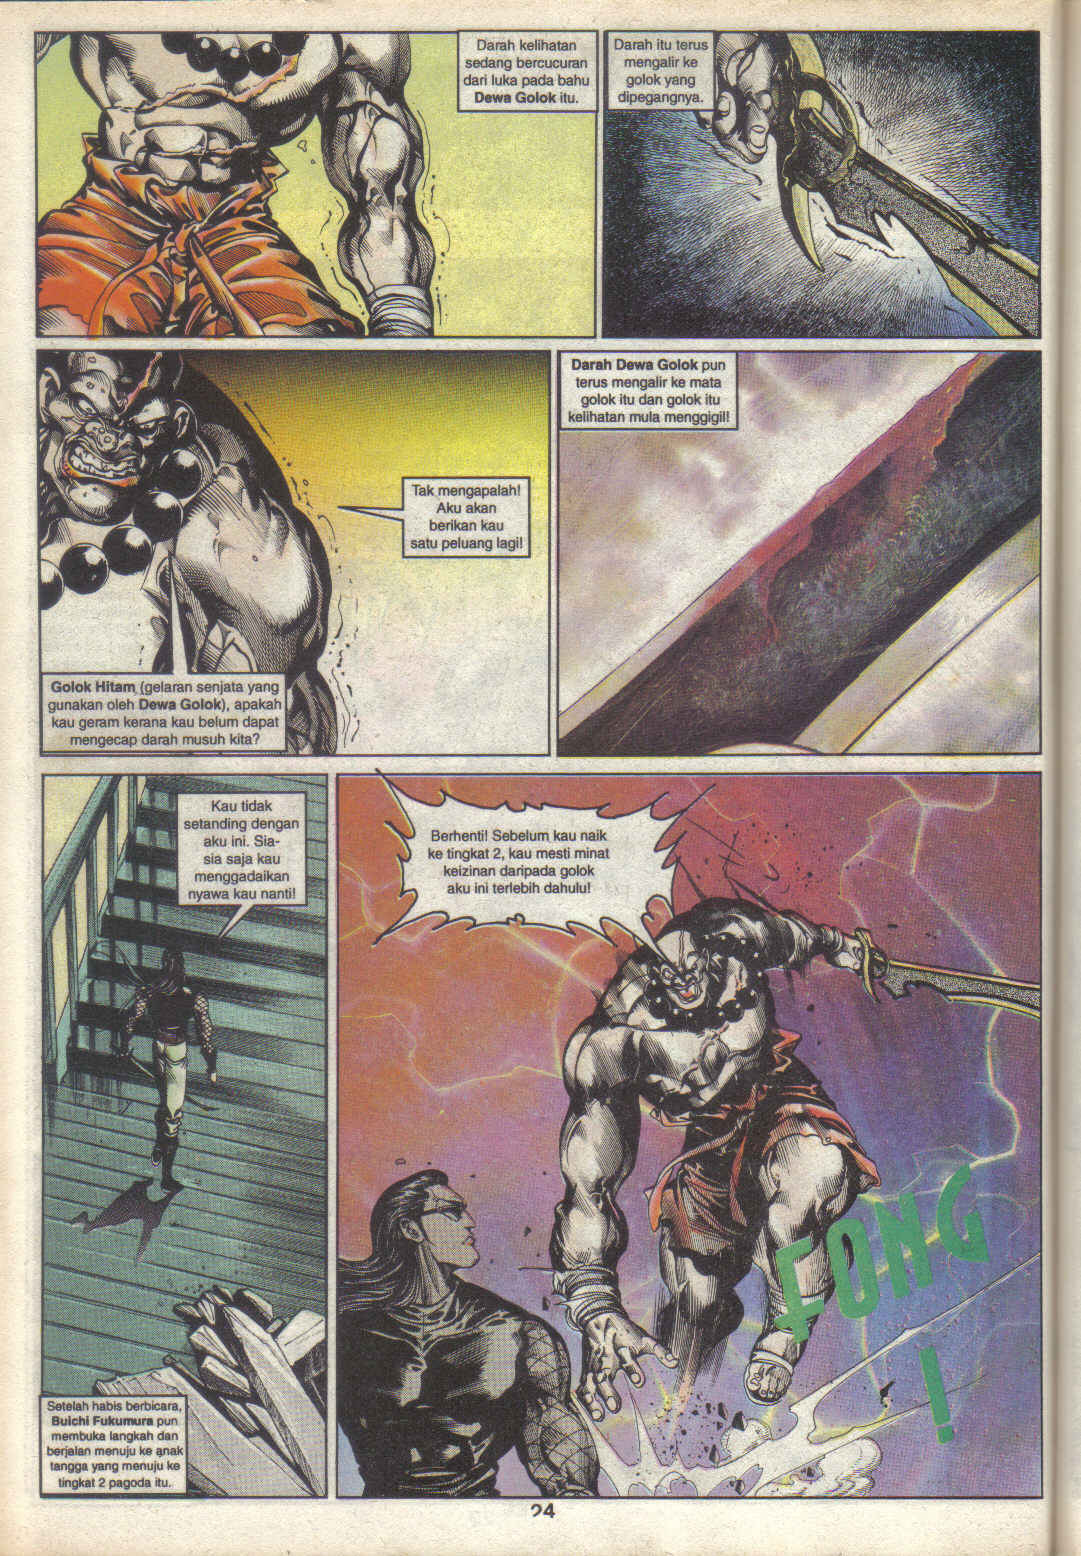 Darah kelihatan
sedang bercucuran
dari luka pada bahu
Dewa Golok itu.
Darah itu terus
mengalir ke
golok yang
dipegangnya.
Tak mengapalah!
Aku akan
berikan kau
satu peluang lagi!
Golok Hitam (gelaran senjata yang
gunakan oleh Dewa Golok), apakah
kau geram kerana kau belum dapat
mengecap darah musuh kita?
Darah Dewa Golok pun
terus mengalir ke mata
golok itu dan golok itu
kelihatan mula menggigil!
Kau tidak
setanding dengan
aku ini. Sia-
sia saja kau
menggadaikan
nyawa kau nanti!
Setelah habis berbicara,
Buichi Fukumura pun
membuka langkah dan
berjalan menuju ke anak
tangga yang menuju ke
tingkat 2 pagoda itu.
Berhenti! Sebelum kau naik
ke tingkat 2, kau mesti minat
keizinan daripada golok
aku ini terlebih dahulu!
FONG
!
24